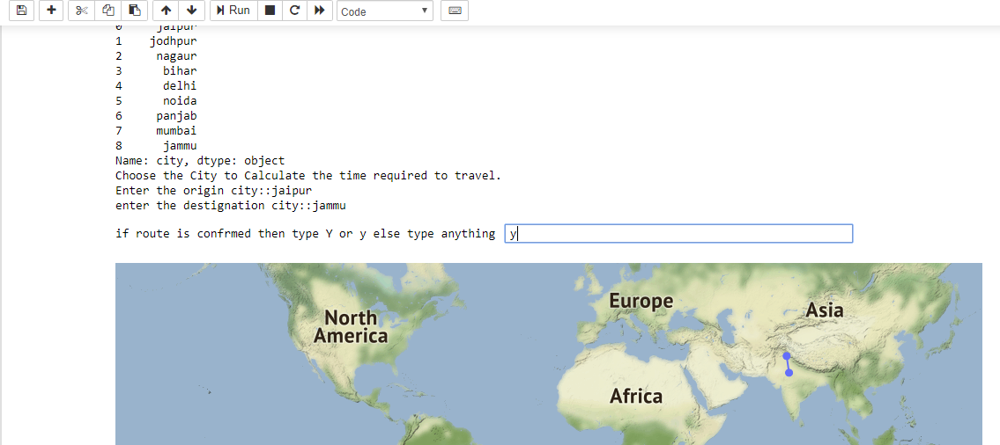 Run Code
0 jaipur
1 jodhpur
2 nagaur
3 bihar
4 delhi
5 noida
6 panjab
7 mumbai
8 jammu
Name: city, dtype: object
Choose the City to Calculate the time required to travel.
Enter the origin city::jaipur
enter the destignation city::jammu
if route is confrmed then type Y or y else type anything y
Europe
Asia
North
America
Africa